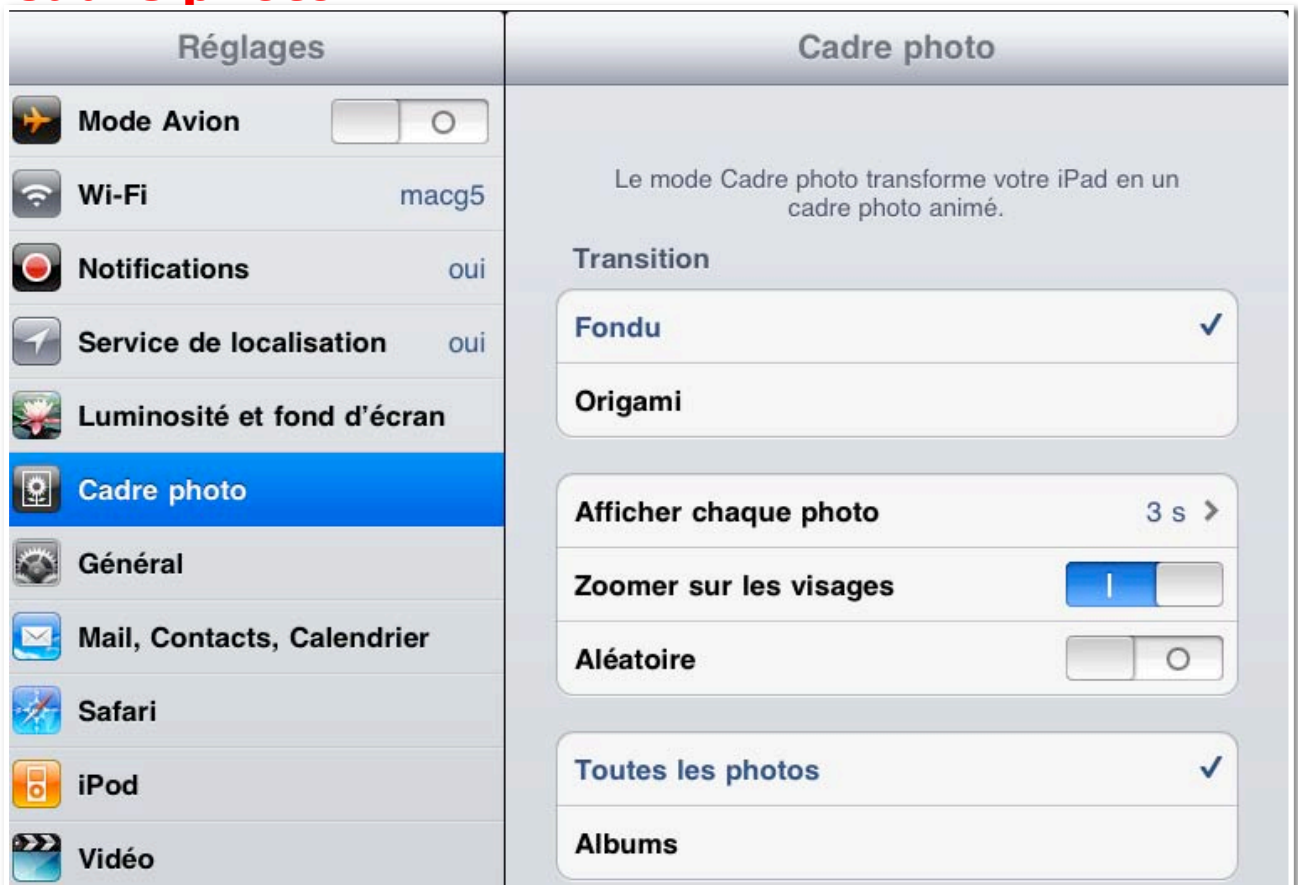 Réglages
Mode Avion
Wi-Fi macg5
Notifications oui
Service de localisation oui
Luminosité et fond d'écran
Cadre photo
Général
Mail, Contacts, Calendrier
Safari
iPod
Vidéo
Cadre photo
Le mode Cadre photo transforme votre iPad en un
cadre photo animé.
Transition
Fondu
Origami
Afficher chaque photo 3 s
Zoomer sur les visages
Aléatoire
Toutes les photos
Albums